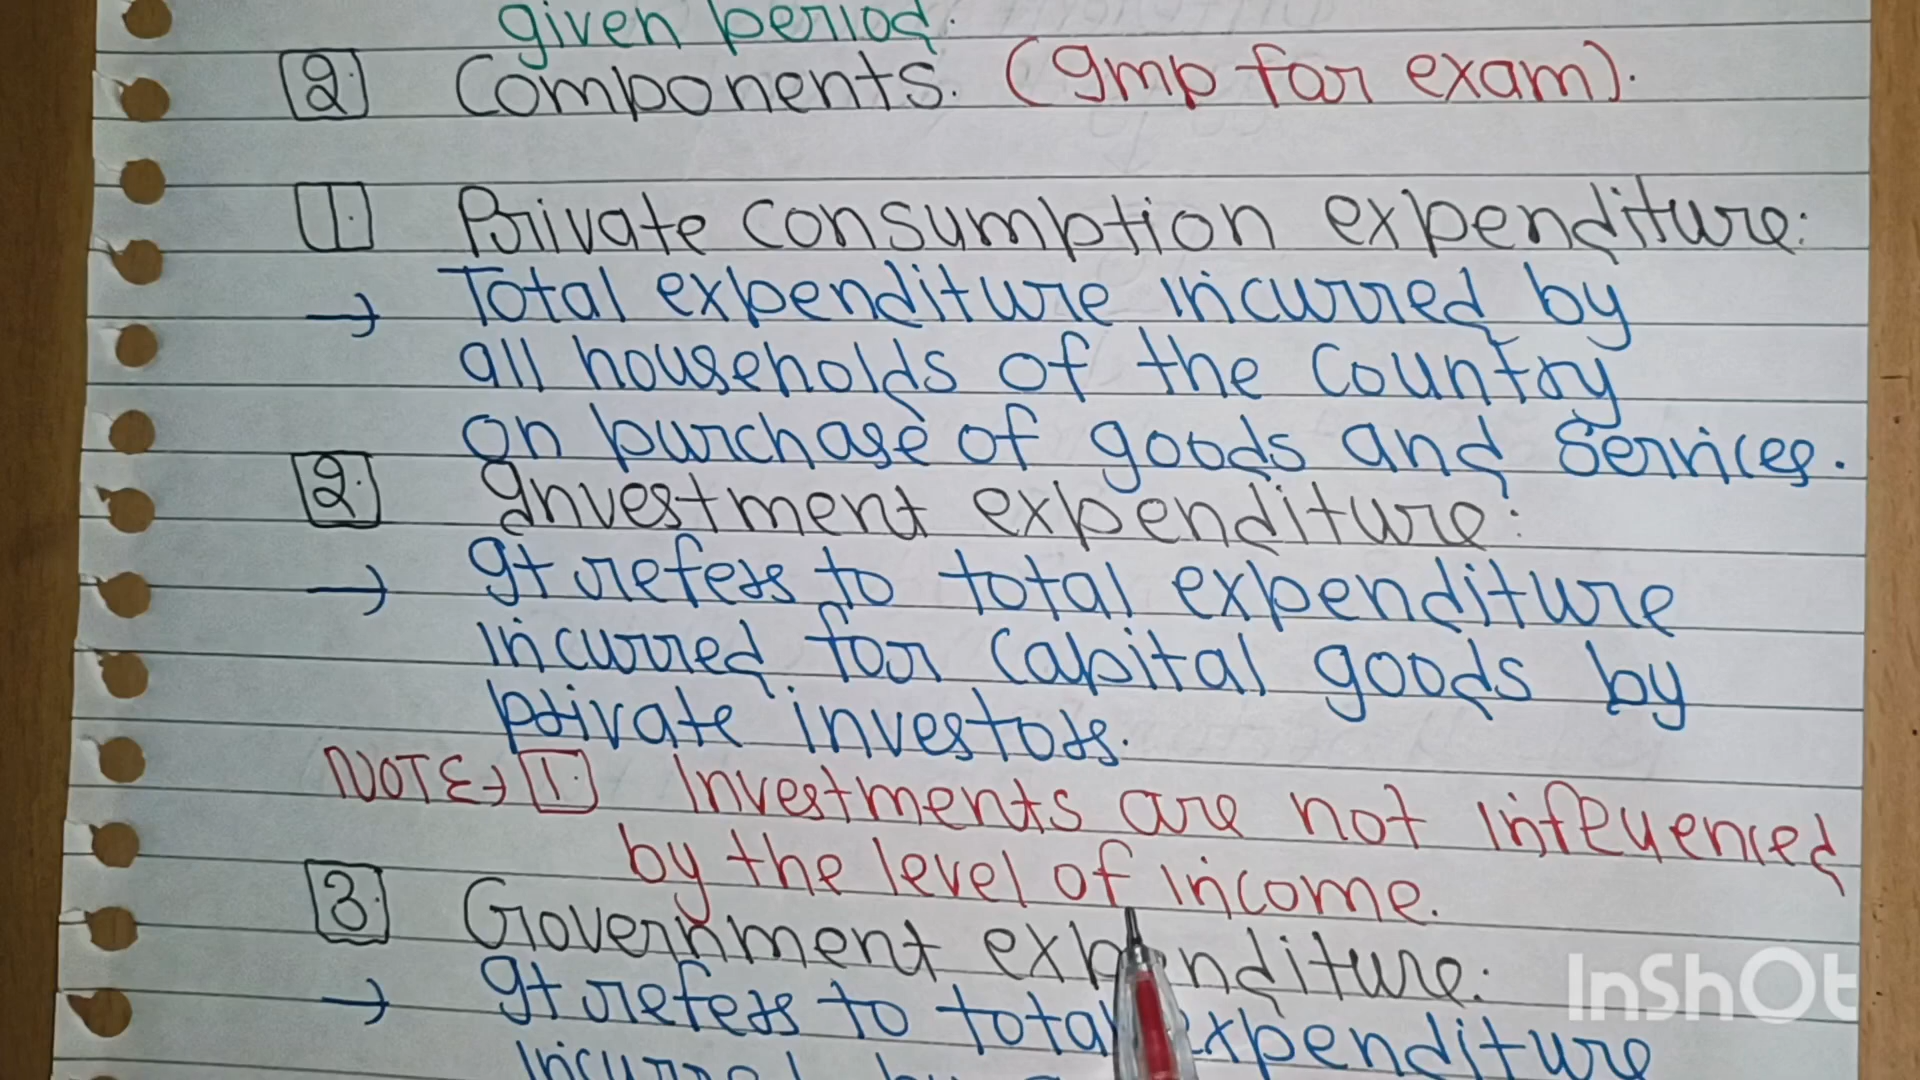 given period.
2. Components. (Imp for exam).
1. Private consumption expenditure:
→ Total expenditure incurred by
all households of the country
on purchase of goods and services.
2. Investment expenditure:
→ It refers to total expenditure
incurred for capital goods by
private investors.
NOTE→ 1. Investments are not influenced
by the level of income.
3. Government expenditure:
→ It refers to total expenditure
incurred by
InShOt